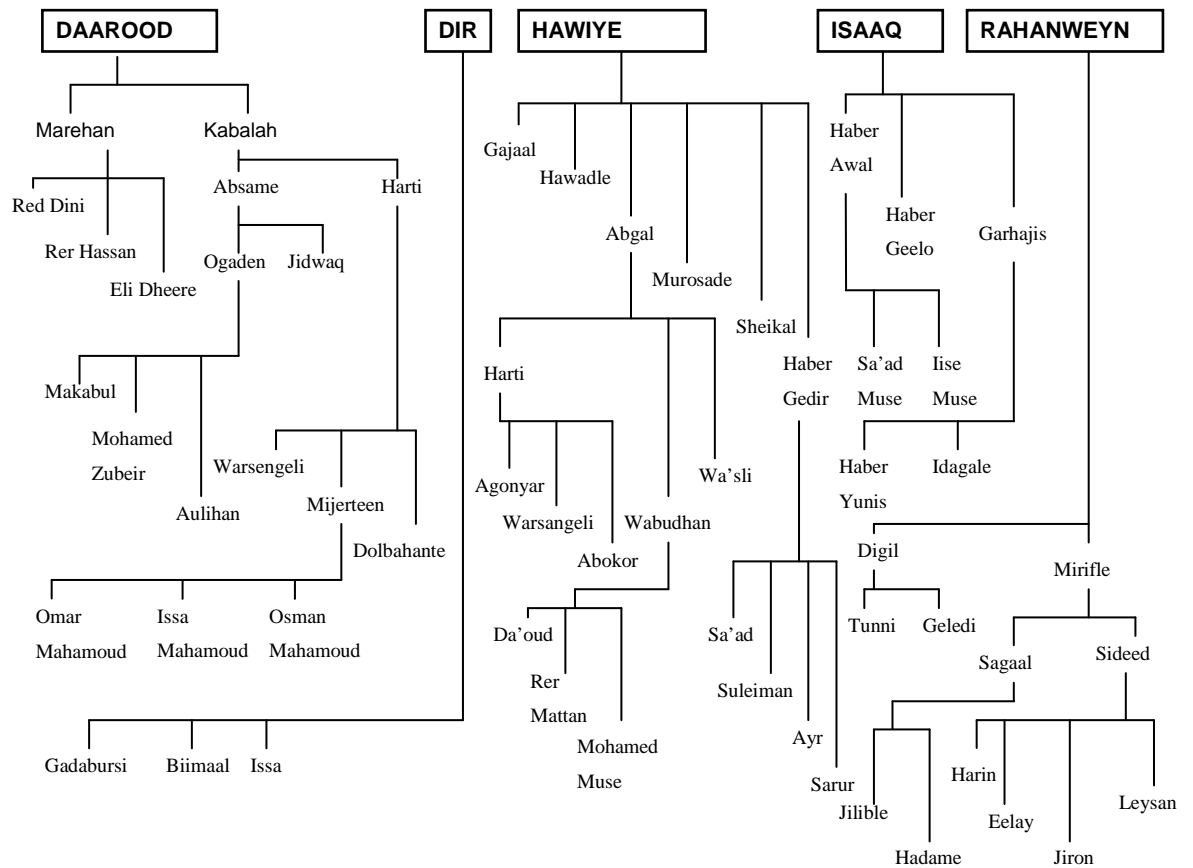 DAAROOD
DIR
HAWIYE
ISAAQ
RAHANWEYN
Marehan
Kabalah
Red Dini
Rer Hassan
Eli Dheere
Absame
Harti
Ogaden
Jidwaq
Makabul
Mohamed
Zubeir
Aulihan
Warsengeli
Mijerteen
Dolbahante
Omar
Mahamoud
Issa
Mahamoud
Osman
Mahamoud
Gadabursi
Biimaal
Issa
Gajaal
Hawadle
Abgal
Murosade
Sheikal
Haber
Gedir
Harti
Agonyar
Warsangeli
Abokor
Wabudhan
Wa'sli
Da'oud
Rer
Mattan
Mohamed
Muse
Sa'ad
Suleiman
Ayr
Sarur
Haber
Awal
Haber
Geelo
Garhajis
Sa'ad
Muse
Iise
Muse
Haber
Yunis
Idagale
Digil
Mirifle
Tunni
Geledi
Sagaal
Sideed
Jilible
Hadame
Harin
Eelay
Jiron
Leysan